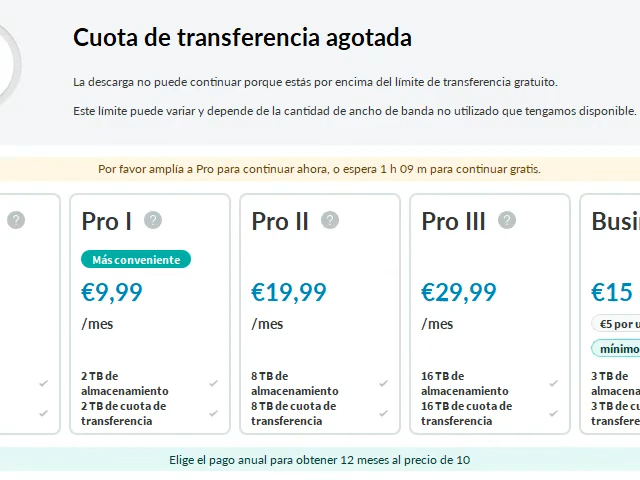 Cuota de transferencia agotada
La descarga no puede continuar porque estás por encima del límite de transferencia gratuito.
Este límite puede variar y depende de la cantidad de ancho de banda no utilizado que tengamos disponible.
Por favor amplía a Pro para continuar ahora, o espera 1 h 09 m para continuar gratis.
?
Pro I ?
Más conveniente
€9,99
/mes
2 TB de
almacenamiento
2 TB de cuota de
transferencia
Pro II ?
€19,99
/mes
8 TB de
almacenamiento
8 TB de cuota de
transferencia
Pro III ?
€29,99
/mes
16 TB de
almacenamiento
16 TB de cuota de
transferencia
Busi
€15
€5 por u
mínimo
3 TB de
almacena
3 TB de cu
transfere
Elige el pago anual para obtener 12 meses al precio de 10